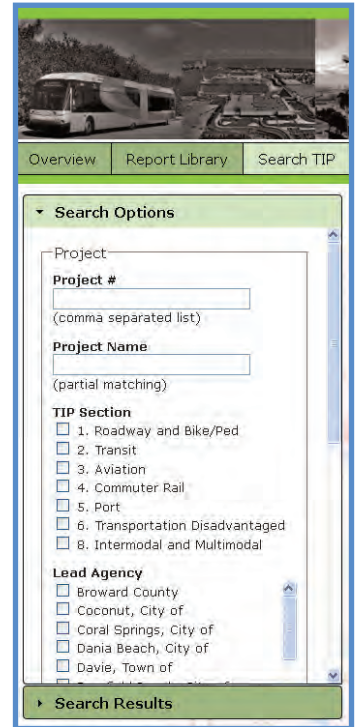 Overview Report Library Search TIP
Search Options
Project
Project #
(comma separated list)
Project Name
(partial matching)
TIP Section
1. Roadway and Bike/Ped
2. Transit
3. Aviation
4. Commuter Rail
5. Port
6. Transportation Disadvantaged
8. Intermodal and Multimodal
Lead Agency
Broward County
Coconut, City of
Coral Springs, City of
Dania Beach, City of
Davie, Town of
Search Results